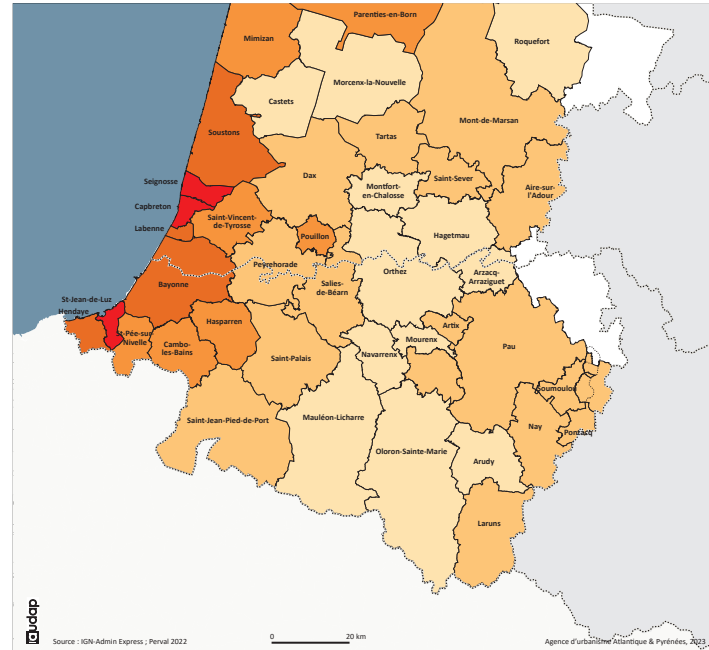 Parenties-en-Born
Mimizan
Roquefort
Morcenx-la-Nouvelle
Castets
Soustons
Tartas
Mont-de-Marsan
Dax
Seignosse
Saint-Sever
Montfort
en-Chalosse
Aire-sur-
l'Adour
Capbreton
Saint-Vincent-
de-Tyrosse
Labenne
Pouillon
Hagetmau
Peyrehorade
Orthez
Arzacq-
Arraziguet
Bayonne
Salies-
de-Béarn
St-Jean-de-Luz
Hendaye
Hasparren
Artix
St-Pée-sur
Nivelle
Mourenx
Pau
Cambo-
les-Bains
Navarrenx
Saint-Palais
Soumoulou
Saint-Jean-Pied-de-Port
Mauléon-Licharre
Nay
Pontacq
Oloron-Sainte-Marie
Arudy
Laruns
audap
Source : IGN-Admin Express ; Perval 2022
0 20 km
Agence d'urbanisme Atlantique & Pyrénées, 2023